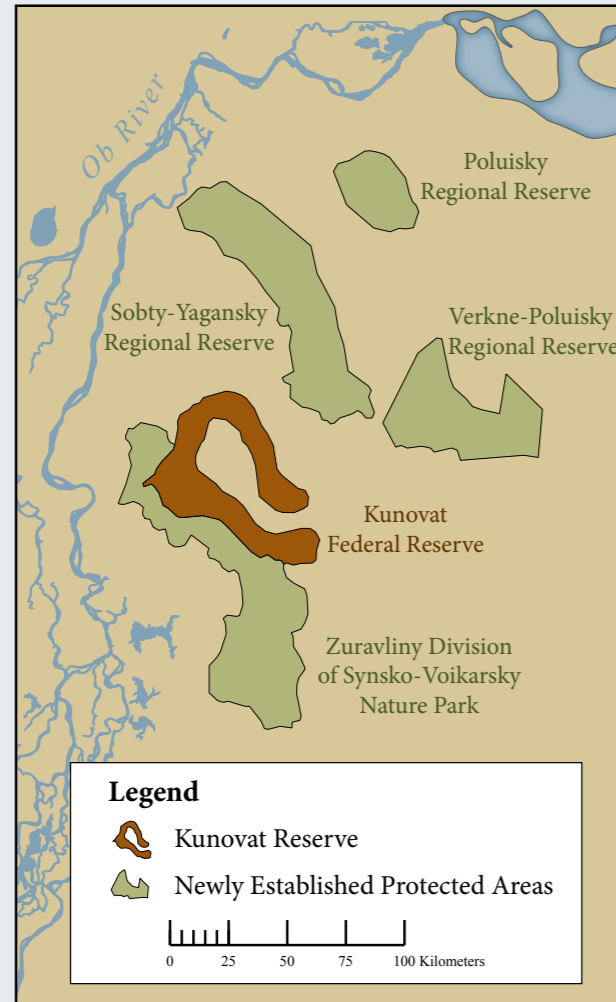 Ob River
Poluisky
Regional Reserve
Sobty-Yagansky
Regional Reserve
Verkne-Poluisky
Regional Reserve
Kunovat
Federal Reserve
Zuravliny Division
of Synsko-Voikarsky
Nature Park
Legend
Kunovat Reserve
Newly Established Protected Areas
0 25 50 75 100 Kilometers